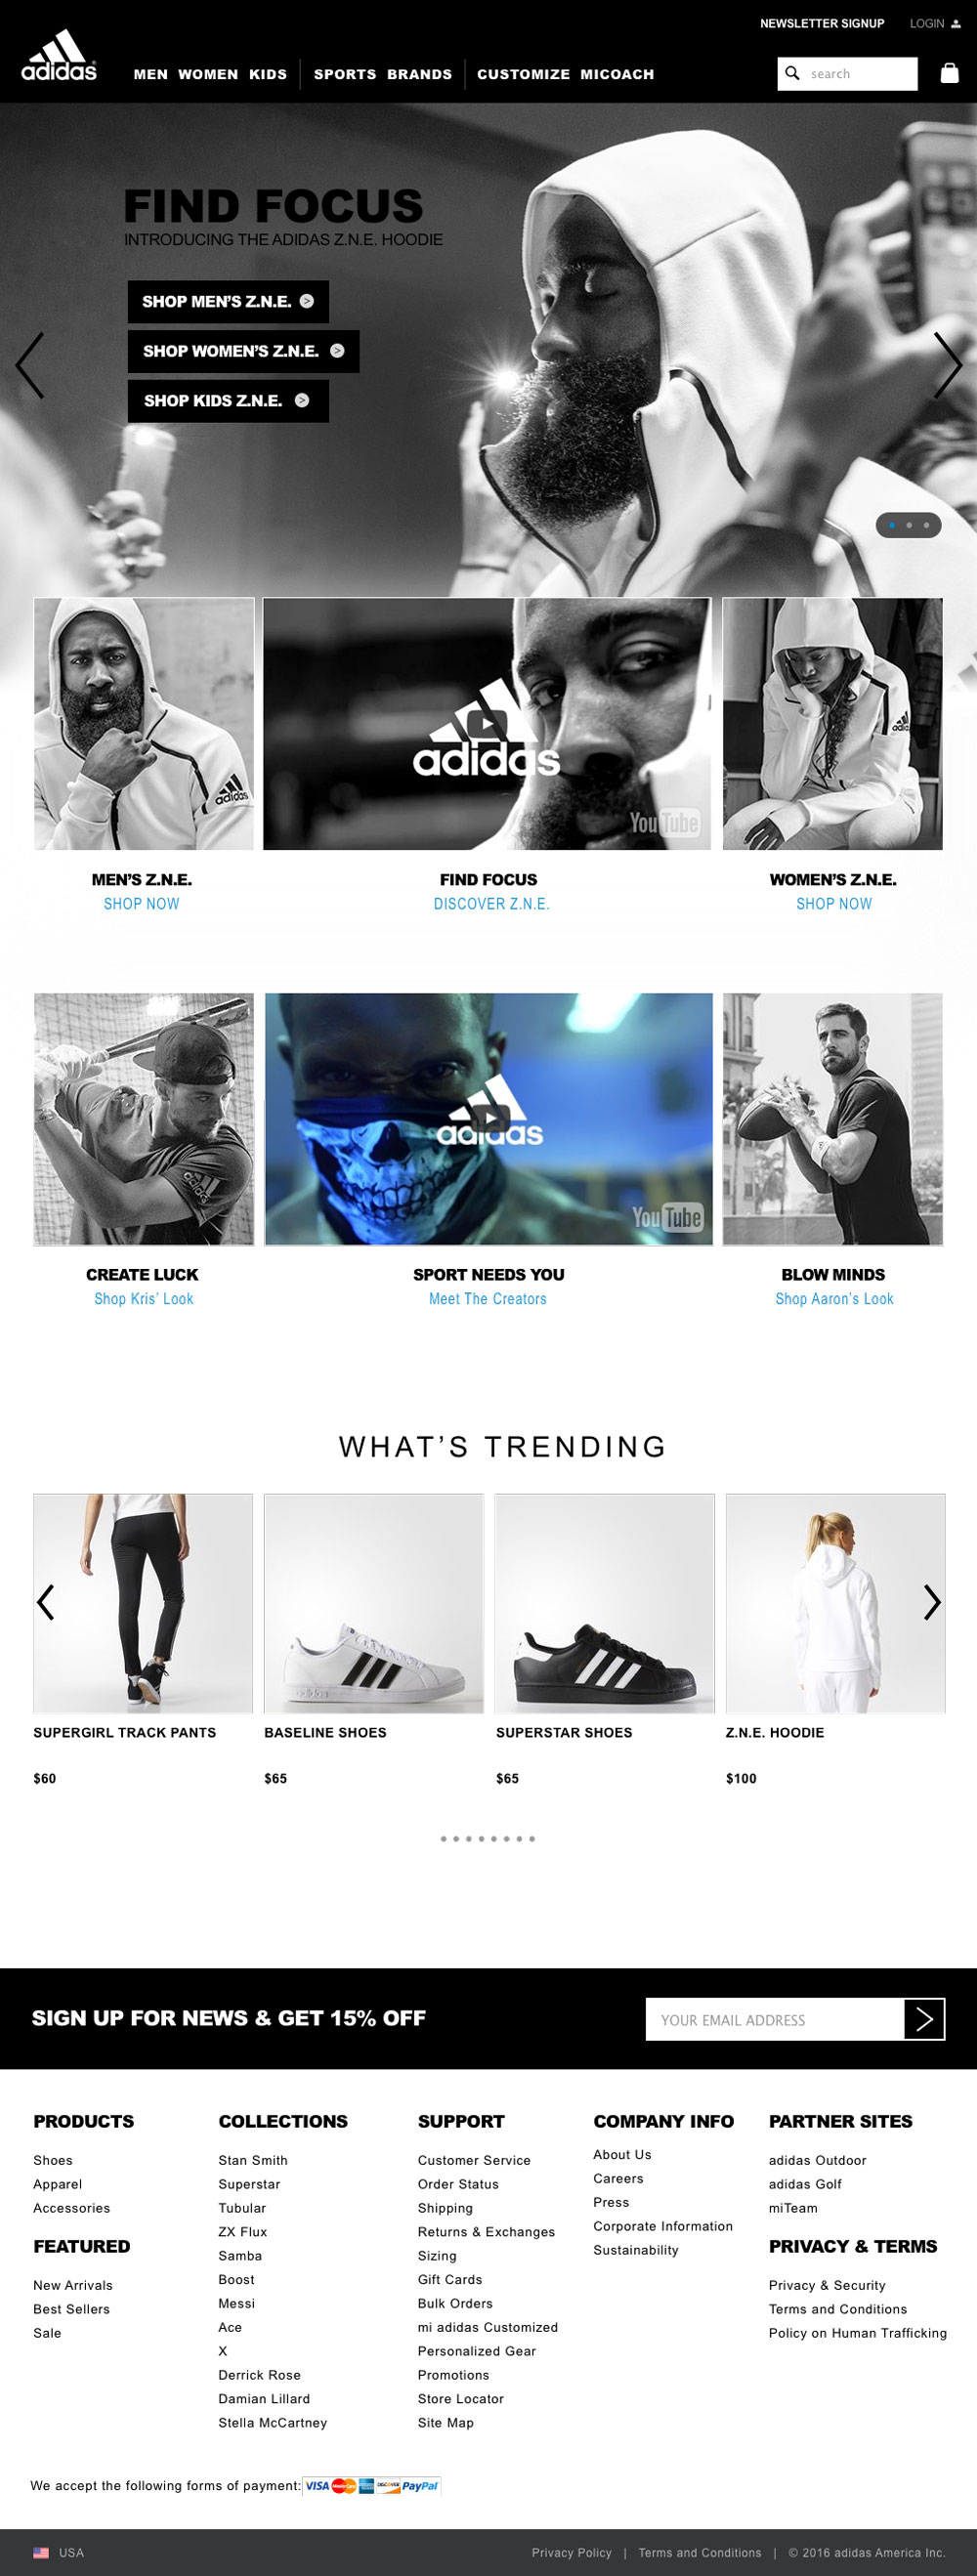 NEWSLETTER SIGNUP LOGIN
adidas
MEN WOMEN KIDS SPORTS BRANDS CUSTOMIZE MICOACH
search
FIND FOCUS
INTRODUCING THE ADIDAS Z.N.E. HOODIE
SHOP MEN'S Z.N.E. >
SHOP WOMEN'S Z.N.E. >
SHOP KIDS Z.N.E. >
adidas
adidas
YouTube
adidas
MEN'S Z.N.E.
SHOP NOW
FIND FOCUS
DISCOVER Z.N.E.
WOMEN'S Z.N.E.
SHOP NOW
adidas
adidas
YouTube
CREATE LUCK
Shop Kris' Look
SPORT NEEDS YOU
Meet The Creators
BLOW MINDS
Shop Aaron's Look
WHAT'S TRENDING
adidas
SUPERGIRL TRACK PANTS
$60
BASELINE SHOES
$65
SUPERSTAR SHOES
$65
Z.N.E. HOODIE
$100
SIGN UP FOR NEWS & GET 15% OFF
YOUR EMAIL ADDRESS
PRODUCTS
Shoes
Apparel
Accessories
FEATURED
New Arrivals
Best Sellers
Sale
COLLECTIONS
Stan Smith
Superstar
Tubular
ZX Flux
Samba
Boost
Messi
Ace
X
Derrick Rose
Damian Lillard
Stella McCartney
SUPPORT
Customer Service
Order Status
Shipping
Returns & Exchanges
Sizing
Gift Cards
Bulk Orders
mi adidas Customized
Personalized Gear
Promotions
Store Locator
Site Map
COMPANY INFO
About Us
Careers
Press
Corporate Information
Sustainability
PARTNER SITES
adidas Outdoor
adidas Golf
miTeam
PRIVACY & TERMS
Privacy & Security
Terms and Conditions
Policy on Human Trafficking
We accept the following forms of payment: VISA MasterCard DISCOVER PayPal
USA
Privacy Policy | Terms and Conditions | © 2016 adidas America Inc.